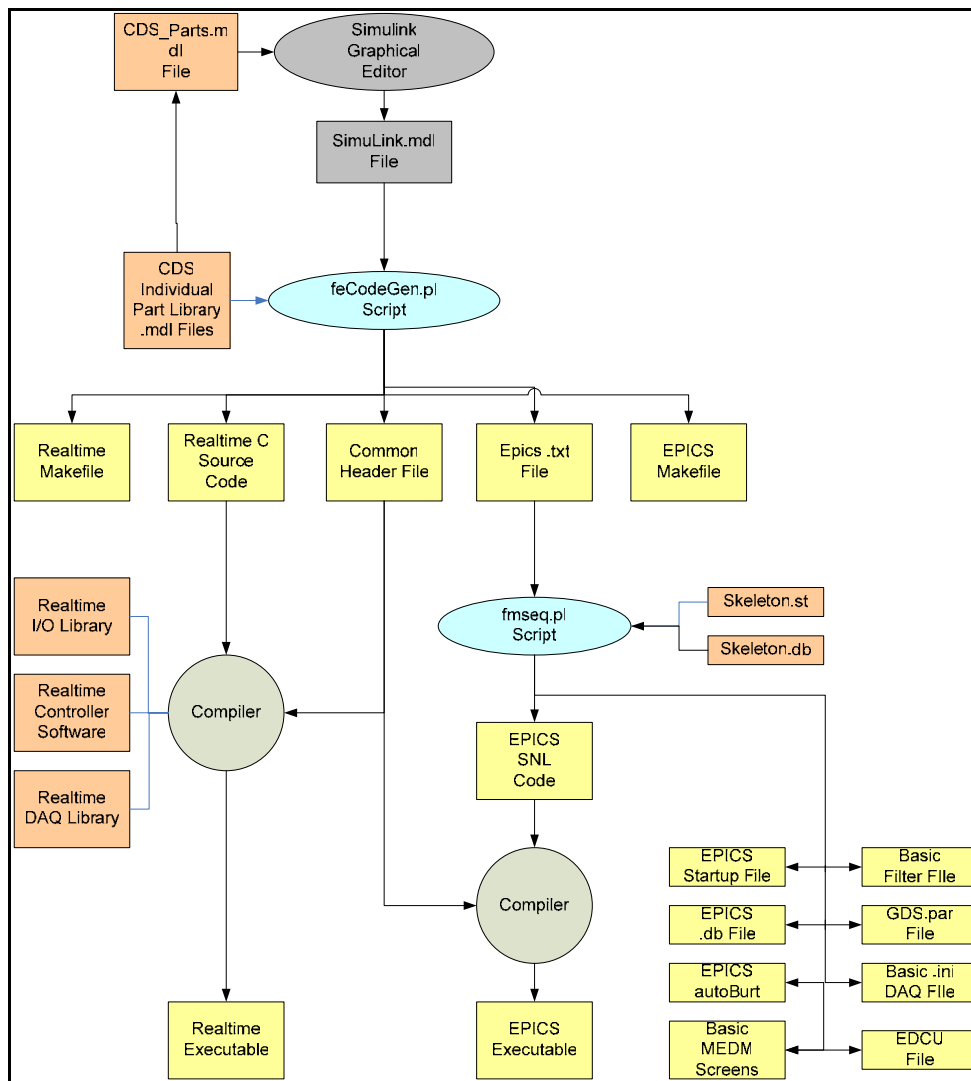 CDS_Parts.m
dl
File
Simulink
Graphical
Editor
SimuLink.mdl
File
CDS
Individual
Part Library
.mdl Files
feCodeGen.pl
Script
Realtime
Makefile
Realtime C
Source
Code
Common
Header File
Epics .txt
File
EPICS
Makefile
Realtime
I/O Library
Realtime
Controller
Software
Realtime
DAQ Library
Compiler
fmseq.pl
Script
Skeleton.st
Skeleton.db
EPICS
SNL
Code
Compiler
EPICS
Startup File
Basic
Filter FIle
EPICS
.db File
GDS.par
File
EPICS
autoBurt
Basic .ini
DAQ FIle
Basic
MEDM
Screens
EDCU
File
Realtime
Executable
EPICS
Executable